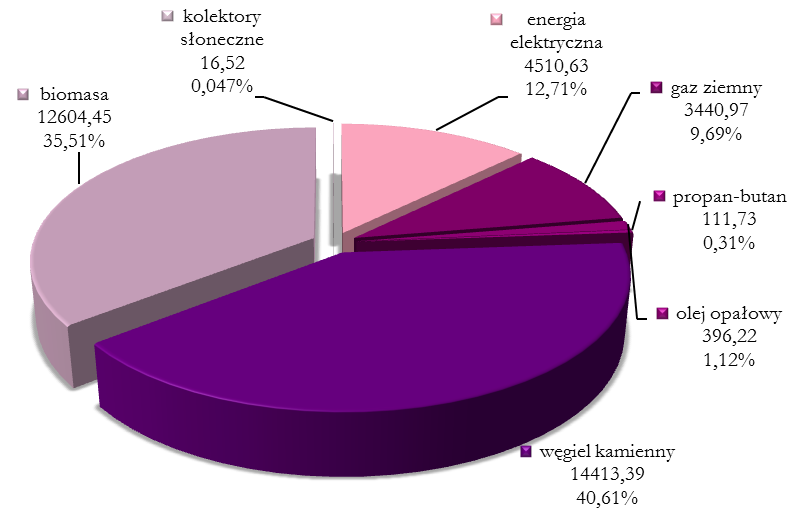 kolektory
słoneczne
16,52
0,047%
energia
elektryczna
4510,63
12,71%
gaz ziemny
3440,97
9,69%
biomasa
12604,45
35,51%
propan-butan
111,73
0,31%
olej opałowy
396,22
1,12%
węgiel kamienny
14413,39
40,61%